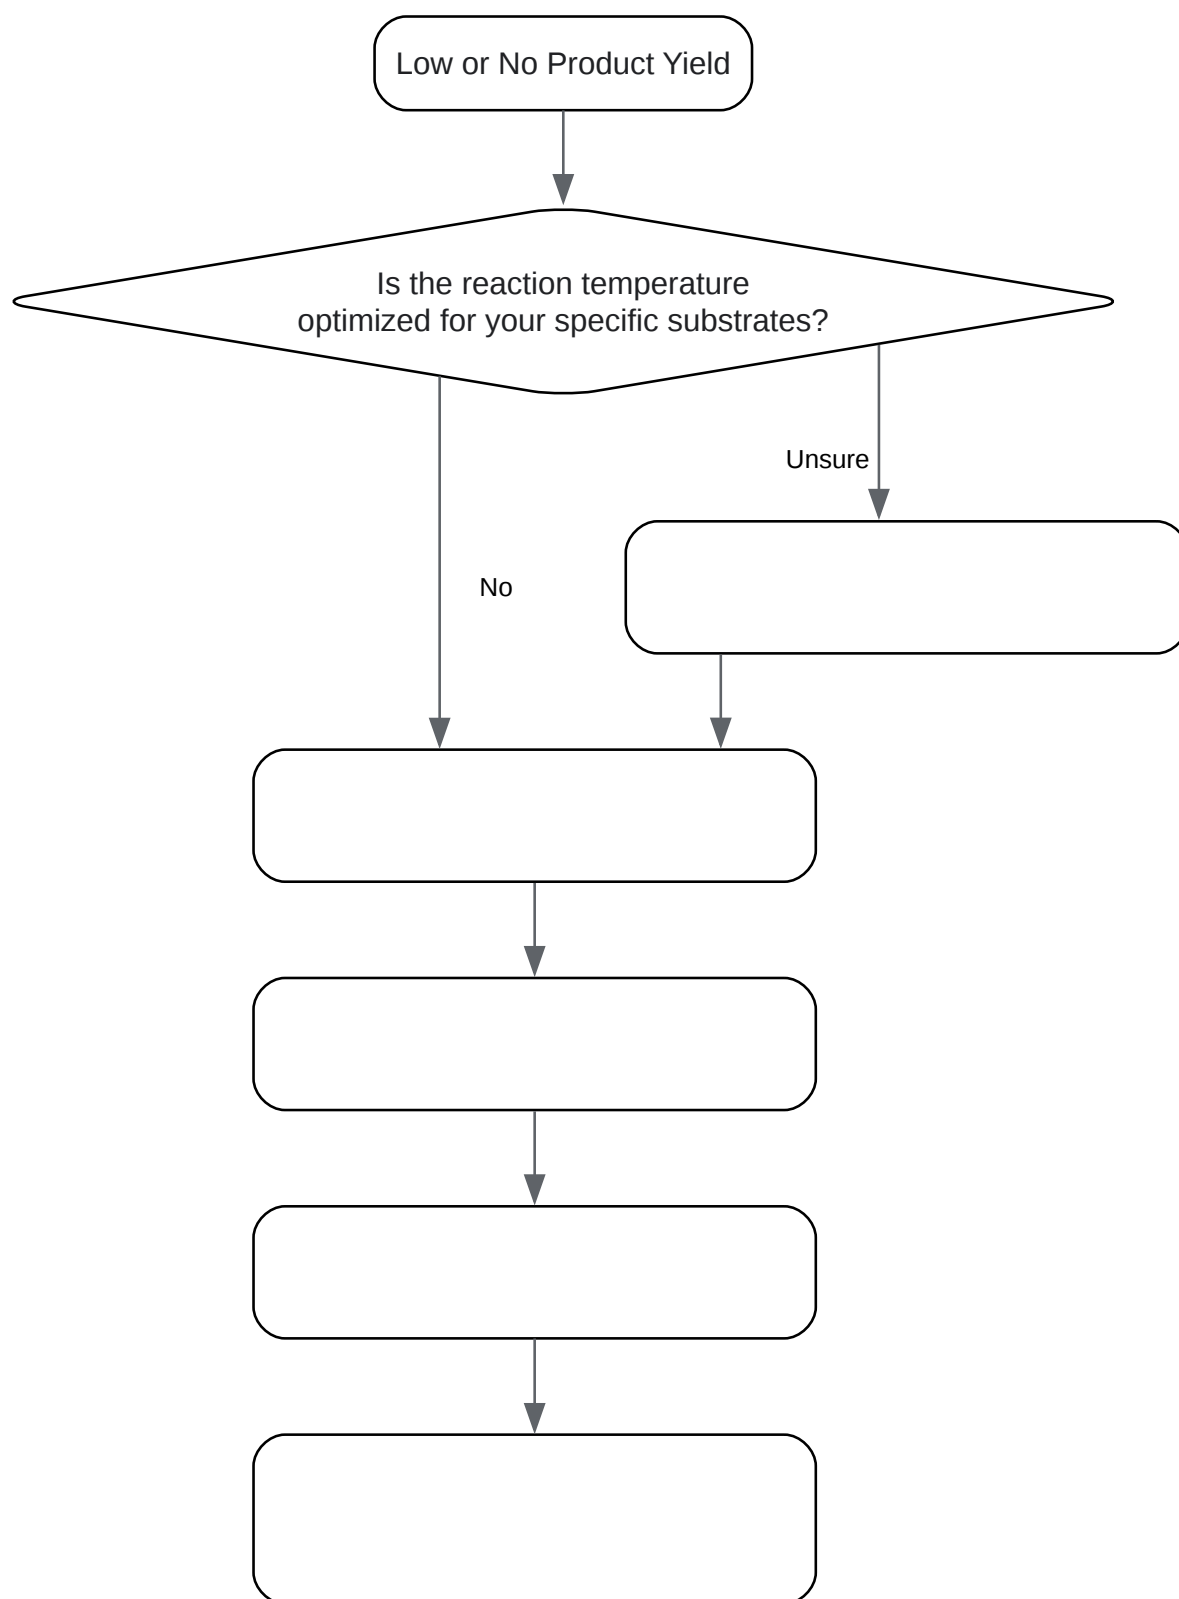 Low or No Product Yield
Is the reaction temperature
optimized for your specific substrates?
Unsure
No